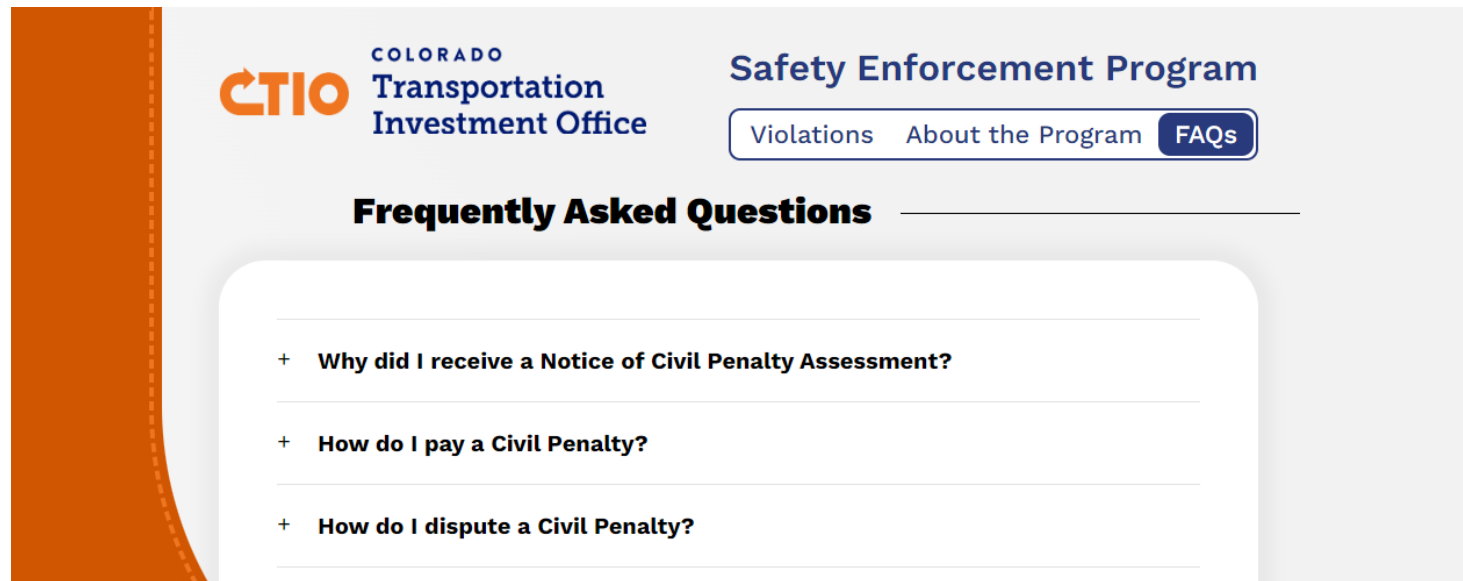 CTIO
COLORADO
Transportation
Investment Office
Safety Enforcement Program
Violations About the Program FAQs
Frequently Asked Questions
+ Why did I receive a Notice of Civil Penalty Assessment?
+ How do I pay a Civil Penalty?
+ How do I dispute a Civil Penalty?